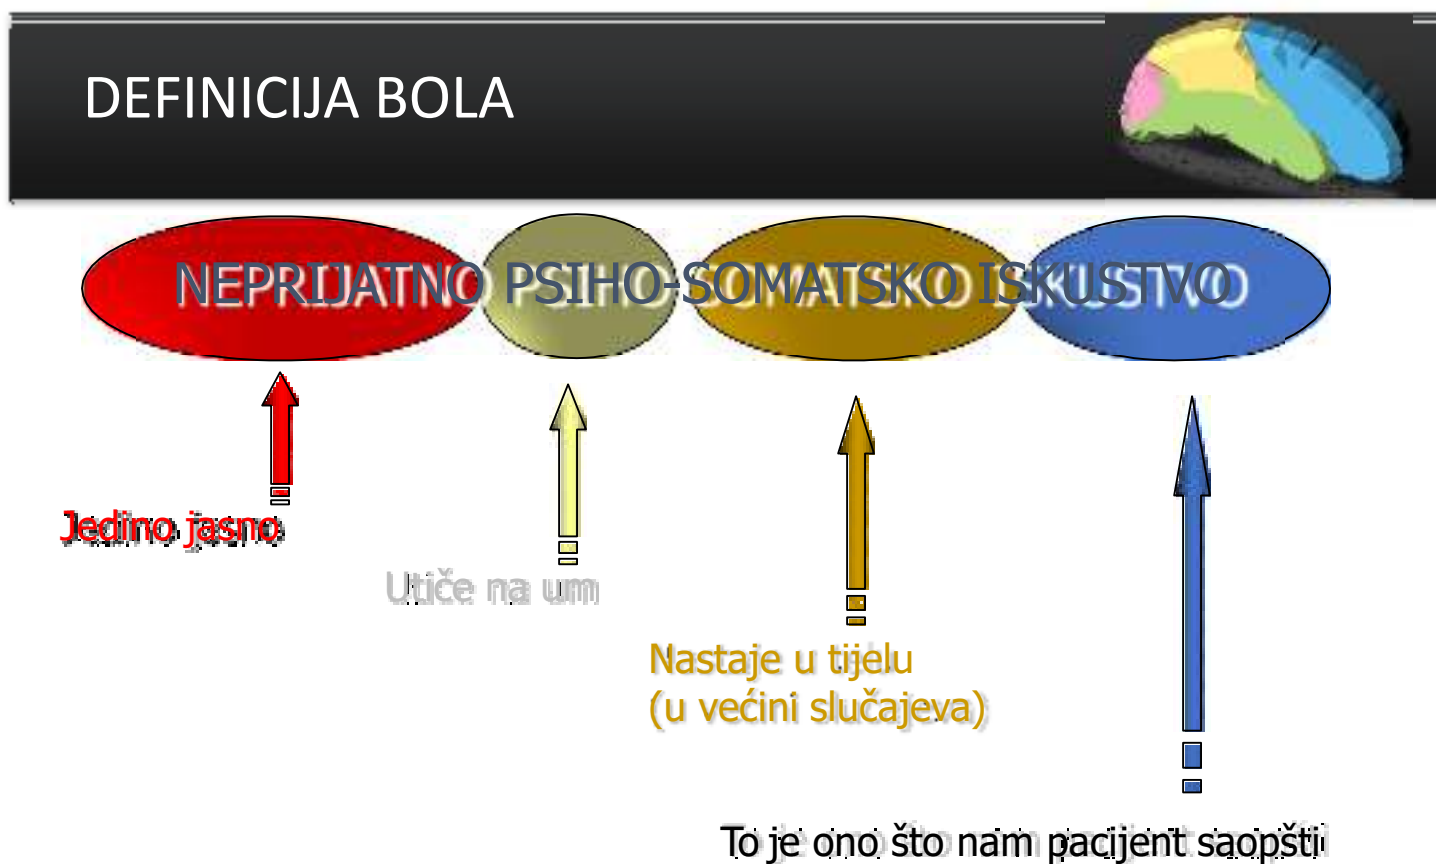 DEFINICIJA BOLA
NEPRIJATNO PSIHO-SOMATSKO ISKUSTVO
Jedino jasno
Utiče na um
Nastaje u tijelu
(u većini slučajeva)
To je ono što nam pacijent saopšti